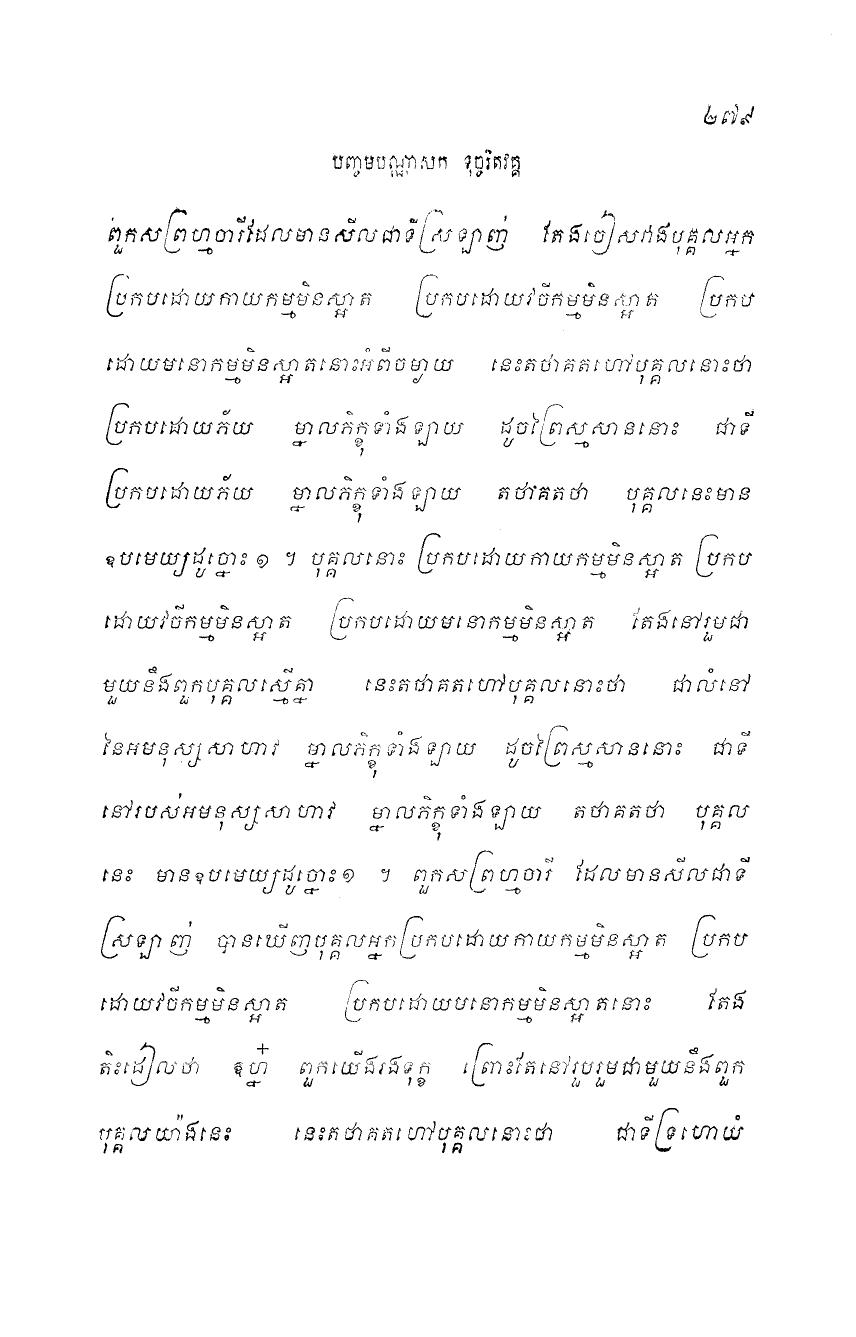 ២៧៩
បញ្ចមបណ្ណាសក ទុច្ចរិតវគ្គ
ពួកសព្រហ្មចារីដែលមានសីលជាទីស្រឡាញ់ តែងចៀសវាងបុគ្គលអ្នក
ប្រកបដោយកាយកម្មមិនស្អាត ប្រកបដោយវចីកម្មមិនស្អាត ប្រកប
ដោយមនោកម្មមិនស្អាតនោះអំពីចម្ងាយ នេះតថាគតហៅបុគ្គលនោះថា
ប្រកបដោយភ័យ ម្នាលភិក្ខុទាំងឡាយ ដូចព្រៃស្មសាននោះ ជាទី
ប្រកបដោយភ័យ ម្នាលភិក្ខុទាំងឡាយ តថាគតថា បុគ្គលនេះមាន
ឧបមេយ្យដូច្នោះ១ ។ បុគ្គលនោះ ប្រកបដោយកាយកម្មមិនស្អាត ប្រកប
ដោយវចីកម្មមិនស្អាត ប្រកបដោយមនោកម្មមិនស្អាត តែងនៅរួមជា
មួយនឹងពួកបុគ្គលស្មើគ្នា នេះតថាគតហៅបុគ្គលនោះថា ជាលំនៅ
នៃអមនុស្សសាហាវ ម្នាលភិក្ខុទាំងឡាយ ដូចព្រៃស្មសាននោះ ជាទី
នៅរបស់អមនុស្សសាហាវ ម្នាលភិក្ខុទាំងឡាយ តថាគតថា បុគ្គល
នេះ មានឧបមេយ្យដូច្នោះ១ ។ ពួកសព្រហ្មចារី ដែលមានសីលជាទី
ស្រឡាញ់ បានឃើញបុគ្គលអ្នកប្រកបដោយកាយកម្មមិនស្អាត ប្រកប
ដោយវចីកម្មមិនស្អាត ប្រកបដោយមនោកម្មមិនស្អាតនោះ តែង
តិះដៀលថា ឧហ្ន៎ ពួកយើងរងទុក្ខ ព្រោះតែនៅរួបរួមជាមួយនឹងពួក
បុគ្គលយ៉ាងនេះ នេះតថាគតហៅបុគ្គលនោះថា ជាទីទ្រហោយំ